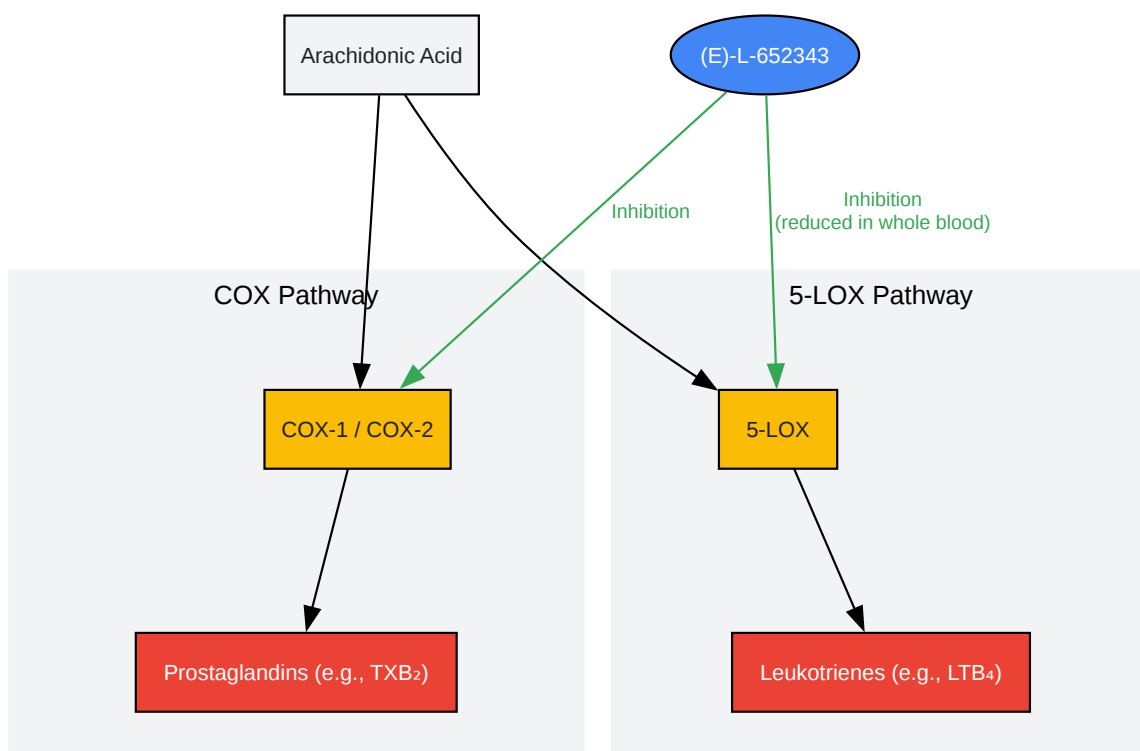 Arachidonic Acid
(E)-L-652343
Inhibition
Inhibition
(reduced in whole blood)
COX Pathway
5-LOX Pathway
COX-1 / COX-2
5-LOX
Prostaglandins (e.g., TXB₂)
Leukotrienes (e.g., LTB₄)